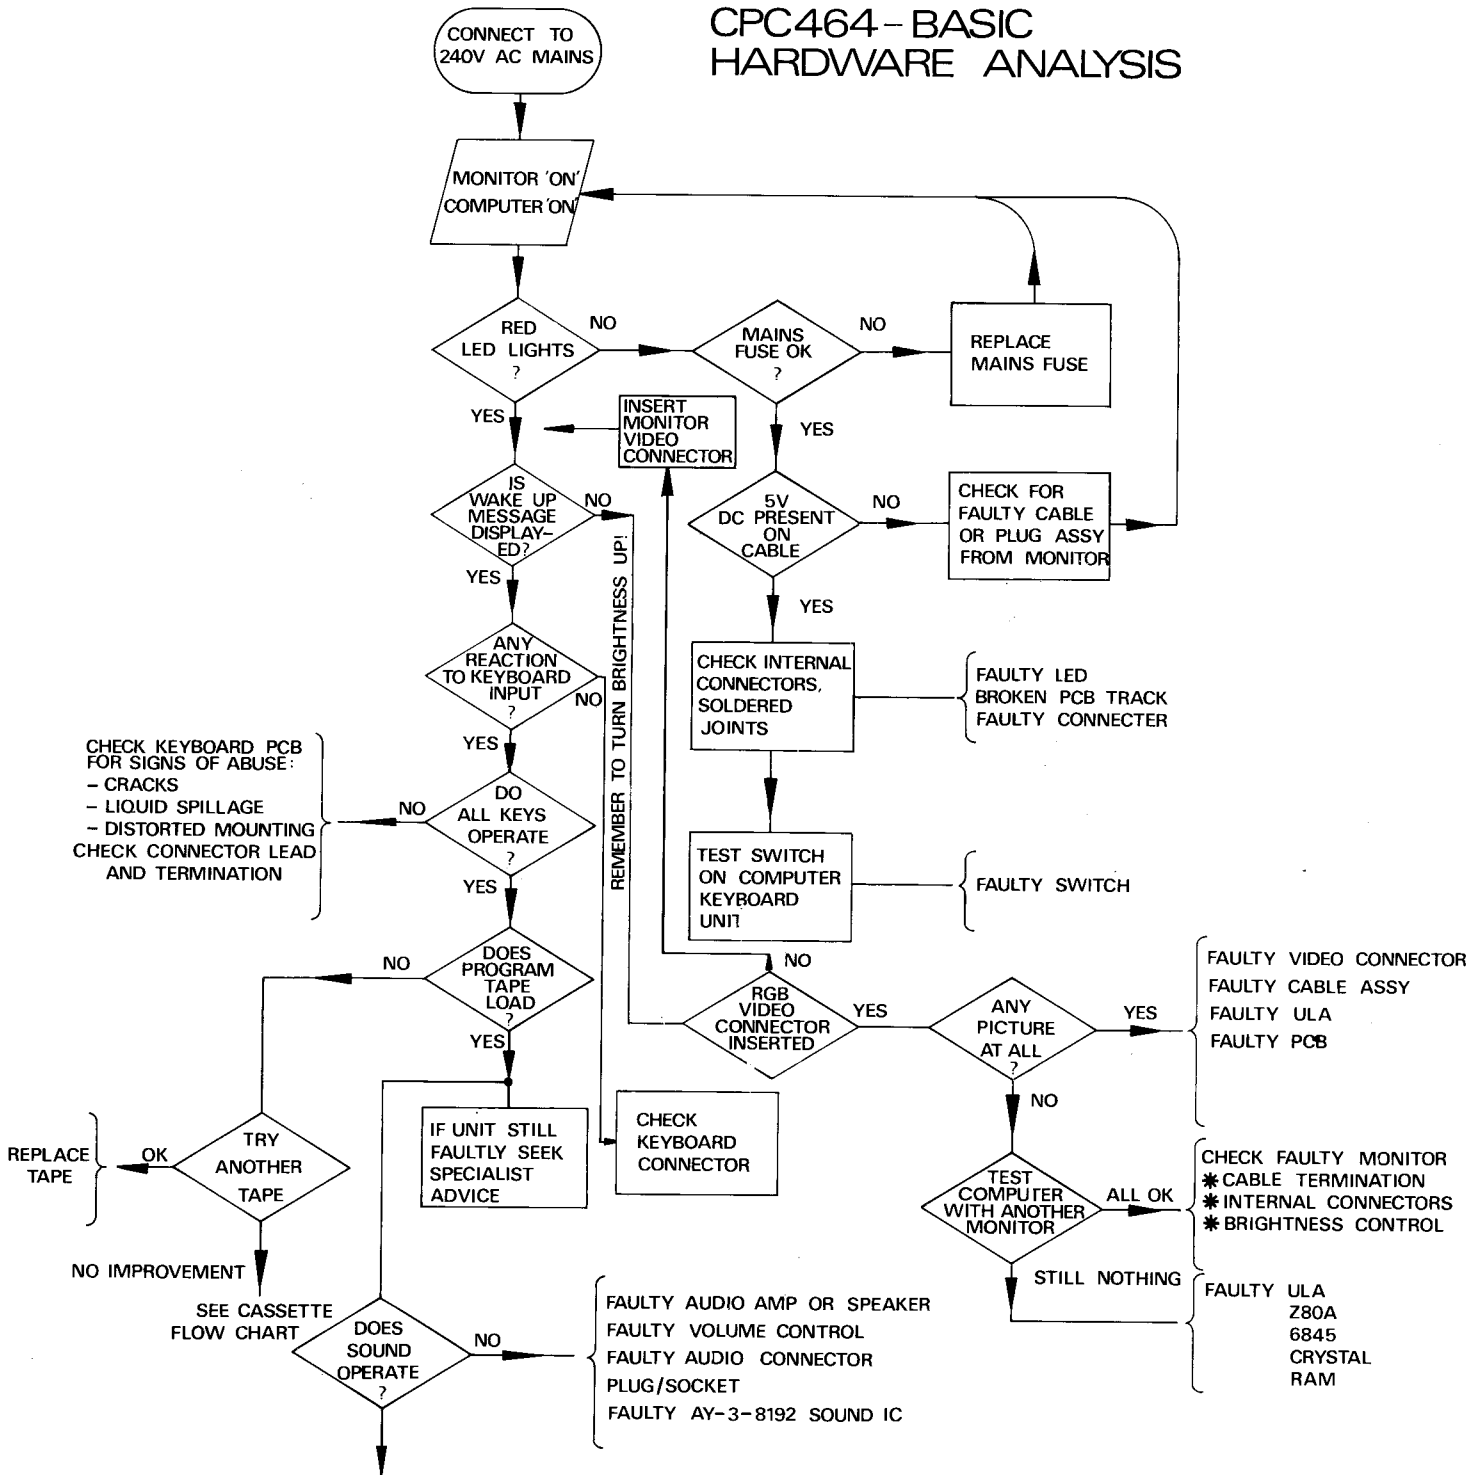 CPC464-BASIC
HARDWARE ANALYSIS
CONNECT TO
240V AC MAINS
MONITOR 'ON'
COMPUTER 'ON'
RED
LED LIGHTS
?
NO
YES
MAINS
FUSE OK
?
NO
YES
REPLACE
MAINS FUSE
INSERT
MONITOR
VIDEO
CONNECTOR
IS
WAKE UP
MESSAGE
DISPLAY-
ED?
NO
YES
5V
DC PRESENT
ON
CABLE
NO
YES
CHECK FOR
FAULTY CABLE
OR PLUG ASSY
FROM MONITOR
REMEMBER TO TURN BRIGHTNESS UP!
ANY
REACTION
TO KEYBOARD
INPUT
?
NO
YES
CHECK INTERNAL
CONNECTORS,
SOLDERED
JOINTS
FAULTY LED
BROKEN PCB TRACK
FAULTY CONNECTER
CHECK KEYBOARD PCB
FOR SIGNS OF ABUSE:
- CRACKS
- LIQUID SPILLAGE
- DISTORTED MOUNTING
CHECK CONNECTOR LEAD
AND TERMINATION
NO
DO
ALL KEYS
OPERATE
?
YES
TEST SWITCH
ON COMPUTER
KEYBOARD
UNIT
FAULTY SWITCH
NO
DOES
PROGRAM
TAPE
LOAD
?
YES
NO
RGB
VIDEO
CONNECTOR
INSERTED
YES
ANY
PICTURE
AT ALL
?
YES
NO
FAULTY VIDEO CONNECTOR
FAULTY CABLE ASSY
FAULTY ULA
FAULTY PCB
REPLACE
TAPE
OK
TRY
ANOTHER
TAPE
NO IMPROVEMENT
SEE CASSETTE
FLOW CHART
IF UNIT STILL
FAULTLY SEEK
SPECIALIST
ADVICE
CHECK
KEYBOARD
CONNECTOR
TEST
COMPUTER
WITH ANOTHER
MONITOR
ALL OK
CHECK FAULTY MONITOR
* CABLE TERMINATION
* INTERNAL CONNECTORS
* BRIGHTNESS CONTROL
STILL NOTHING
FAULTY ULA
Z80A
6845
CRYSTAL
RAM
DOES
SOUND
OPERATE
?
NO
FAULTY AUDIO AMP OR SPEAKER
FAULTY VOLUME CONTROL
FAULTY AUDIO CONNECTOR
PLUG/SOCKET
FAULTY AY-3-8192 SOUND IC